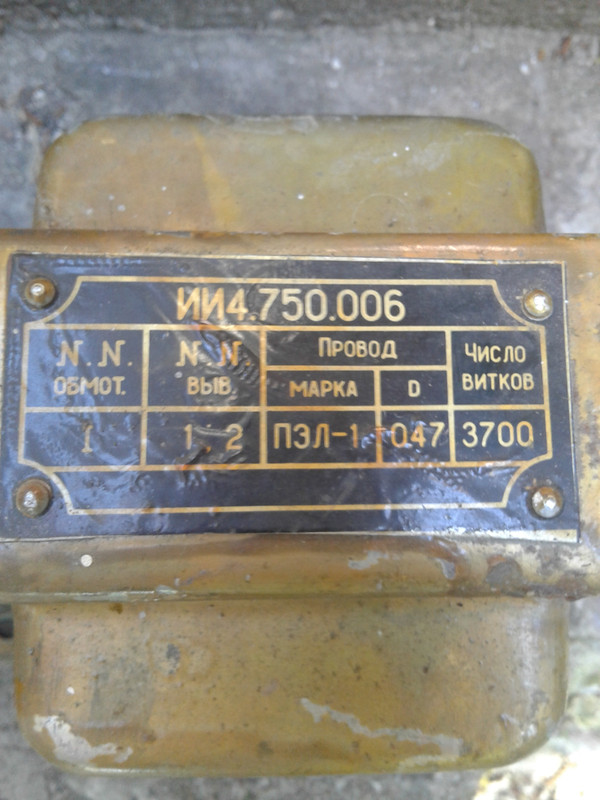 ИИ4.750.006
N.N. ОБМОТ.
N.N ВЫВ.
ПРОВОД
ЧИСЛО ВИТКОВ
МАРКА D
I 1, 2 ПЭЛ-1 0,47 3700